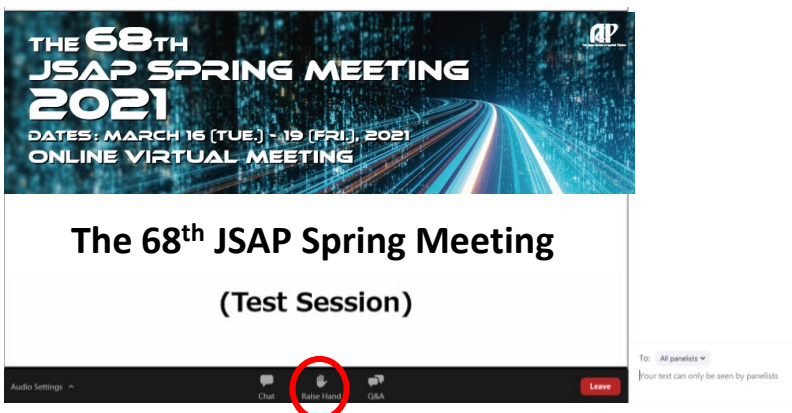 THE 68TH
JSAP SPRING MEETING
2021
DATES: MARCH 16 (TUE.) - 19 (FRI.), 2021
ONLINE VIRTUAL MEETING
The 68th JSAP Spring Meeting
(Test Session)
To: All panelists
Your text can only be seen by panelists
Audio Settings
Chat
Raise Hand
Q&A
Leave